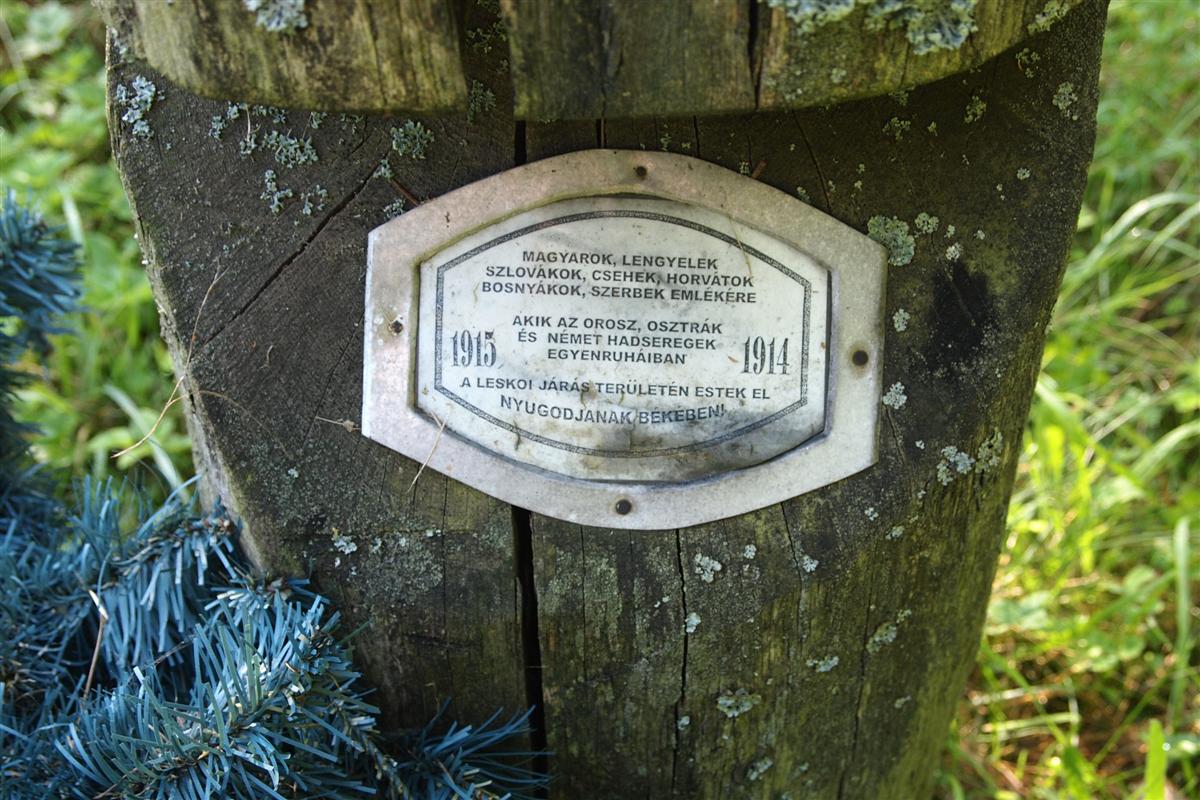 MAGYAROK, LENGYELEK
SZLOVÁKOK, CSEHEK, HORVÁTOK
BOSNYÁKOK, SZERBEK EMLÉKÉRE
AKIK AZ OROSZ, OSZTRÁK
ÉS NÉMET HADSEREGEK
EGYENRUHÁIBAN
1915
1914
A LESKOI JÁRÁS TERÜLETÉN ESTEK EL
NYUGODJANAK BÉKÉBEN!